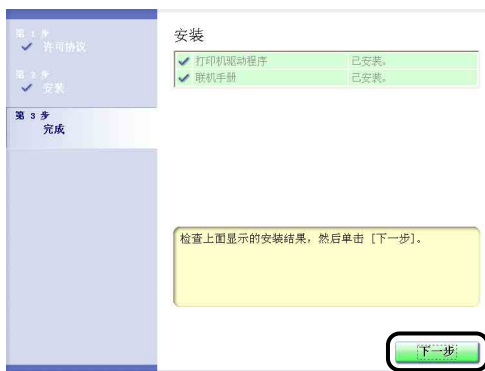 第 1 步
许可协议
第 2 步
安装
第 3 步
完成
安装
打印机驱动程序 已安装。
联机手册 已安装。
检查上面显示的安装结果，然后单击 [下一步]。
下一步